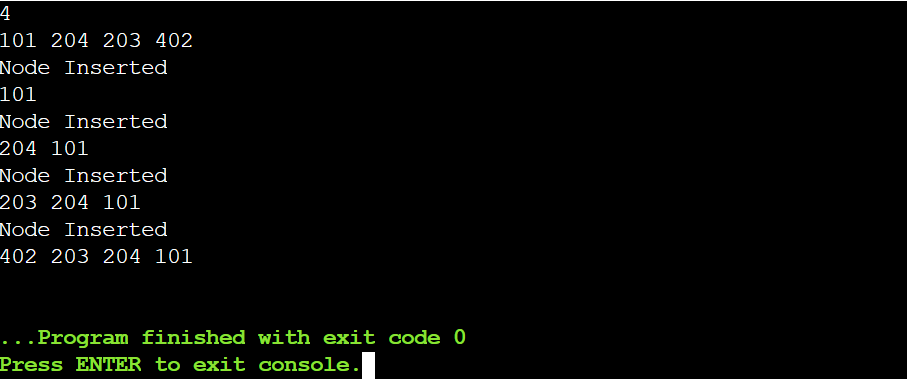 4
101 204 203 402
Node Inserted
101
Node Inserted
204 101
Node Inserted
203 204 101
Node Inserted
402 203 204 101
...Program finished with exit code 0
Press ENTER to exit console.